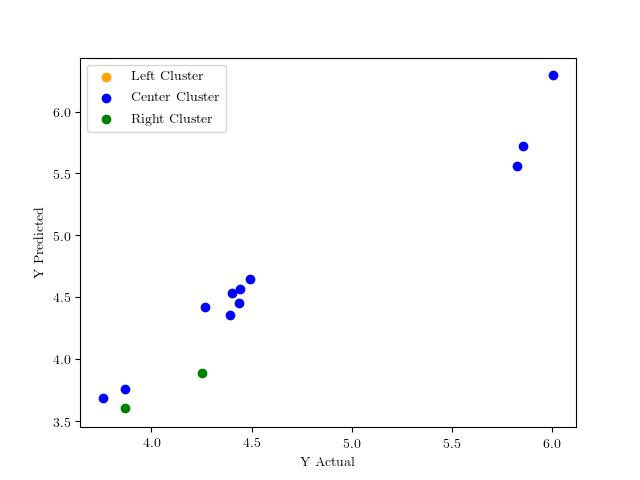 Left Cluster
Center Cluster
Right Cluster
6.0
5.5
5.0
4.5
4.0
3.5
Y Predicted
4.0 4.5 5.0 5.5 6.0
Y Actual